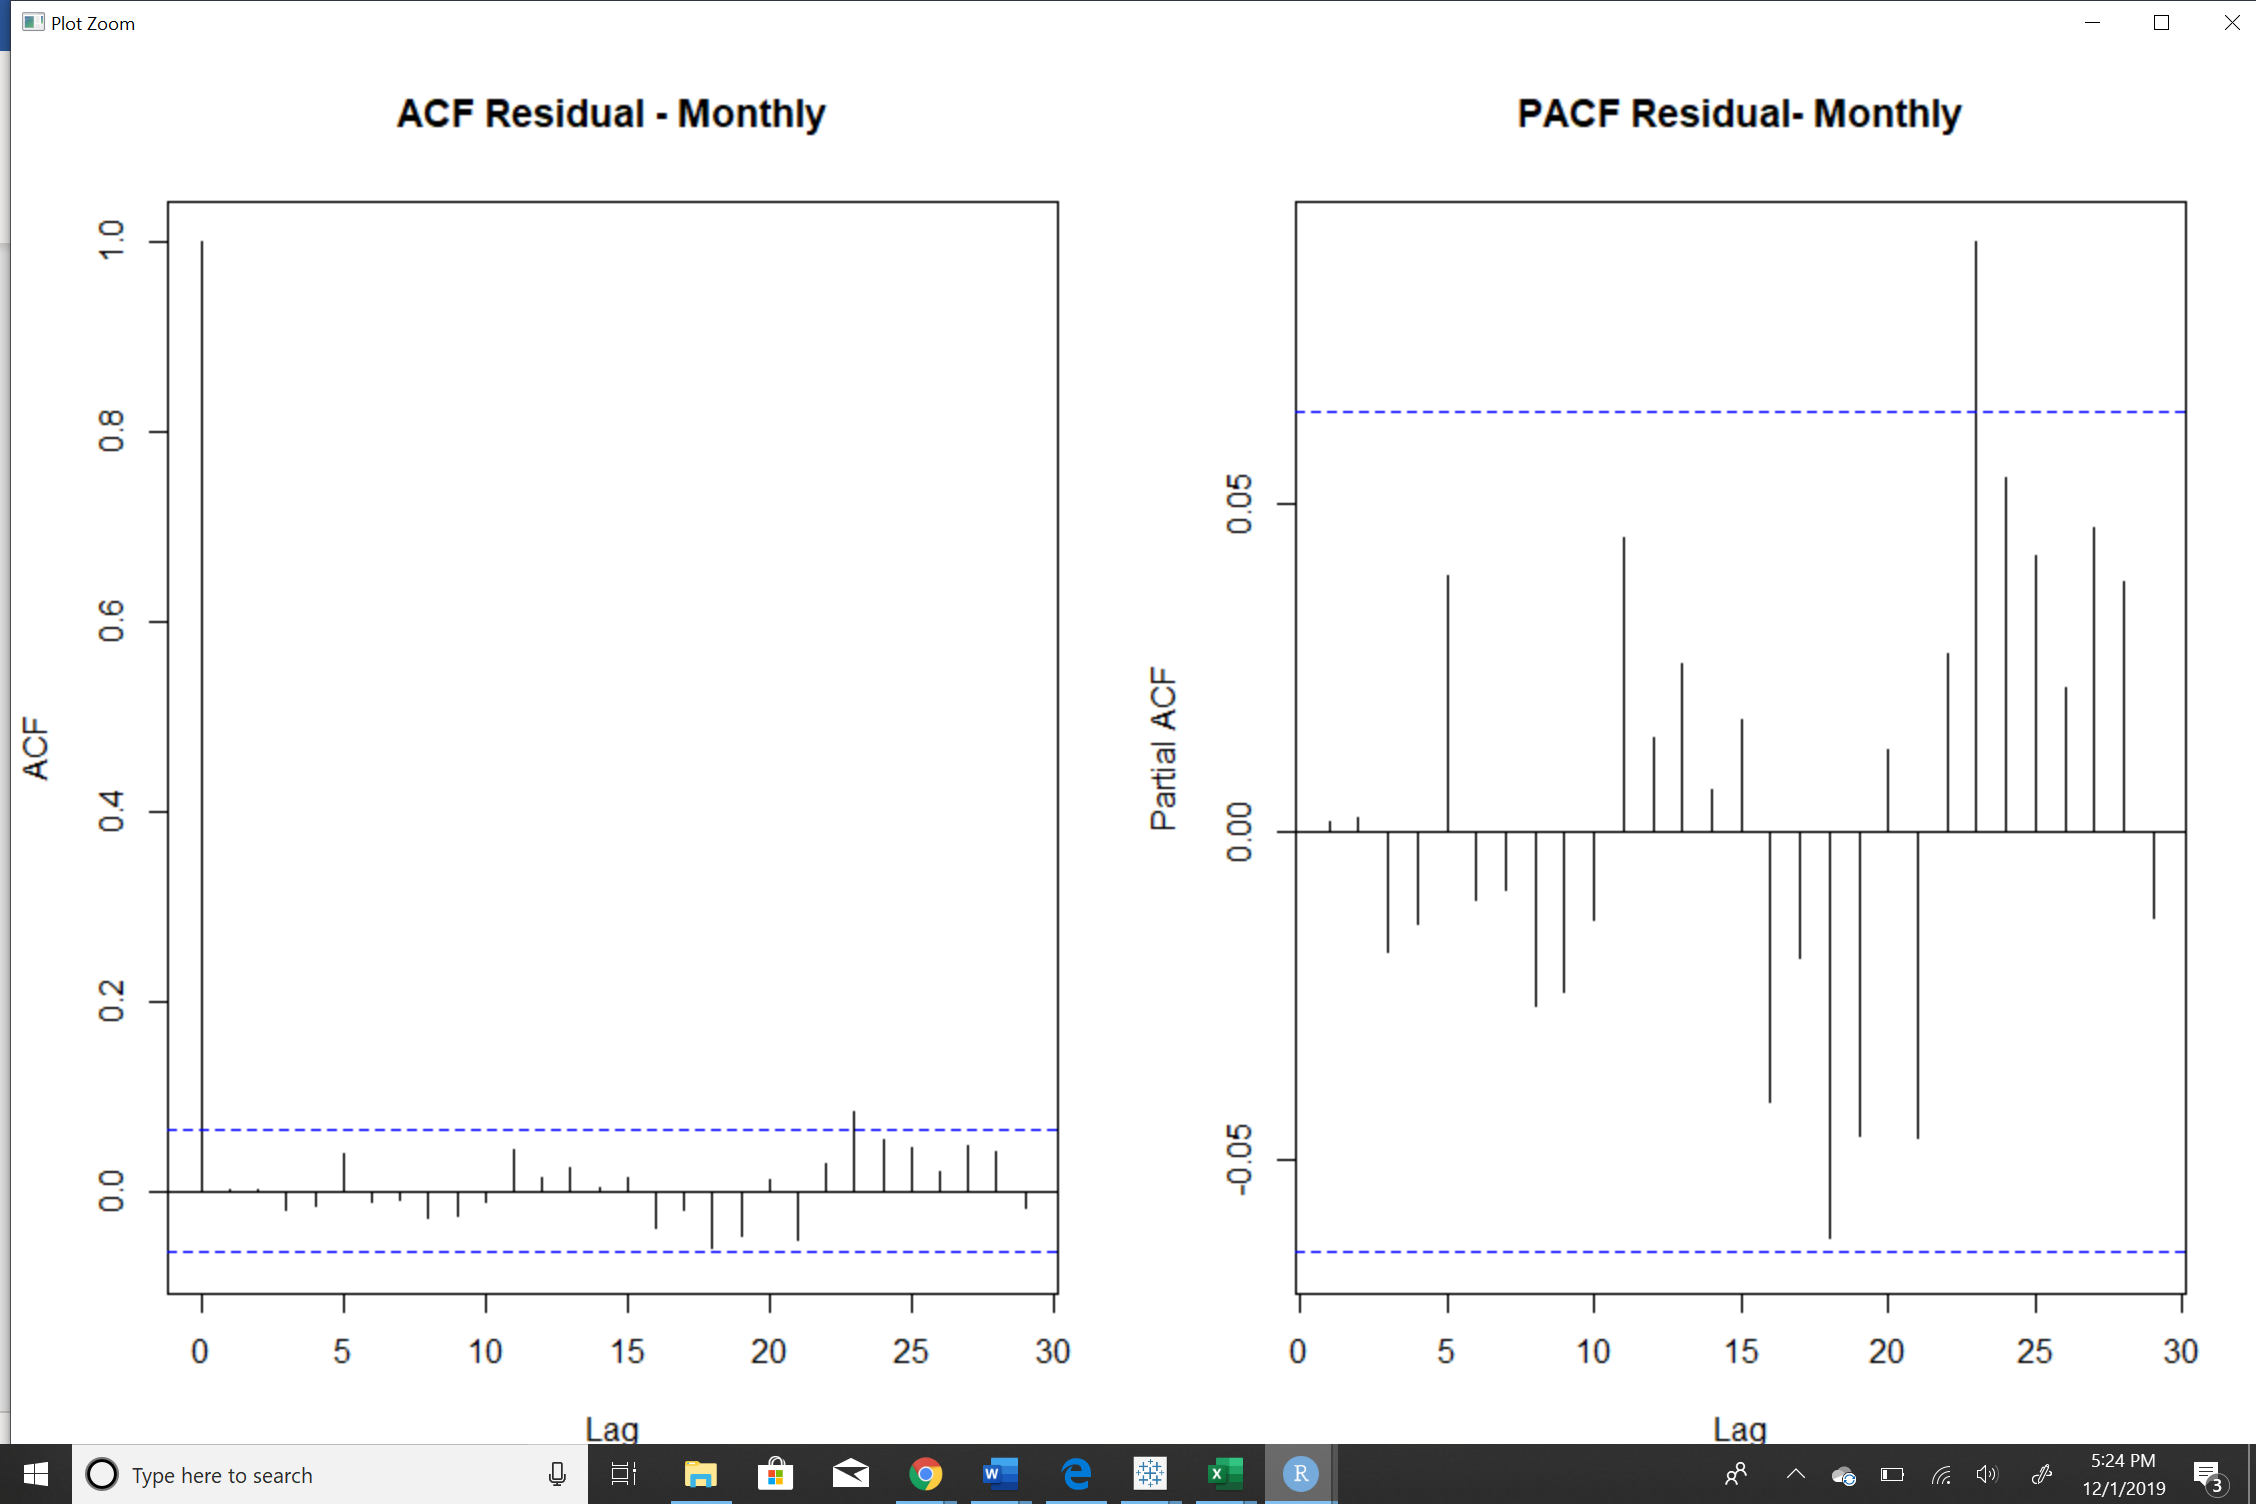 Plot Zoom
ACF Residual - Monthly
ACF
1.0
0.8
0.6
0.4
0.2
0.0
0 5 10 15 20 25 30
Lag
PACF Residual- Monthly
Partial ACF
0.05
0.00
-0.05
0 5 10 15 20 25 30
Lag
Type here to search
W
X
R
5:24 PM
12/1/2019
3